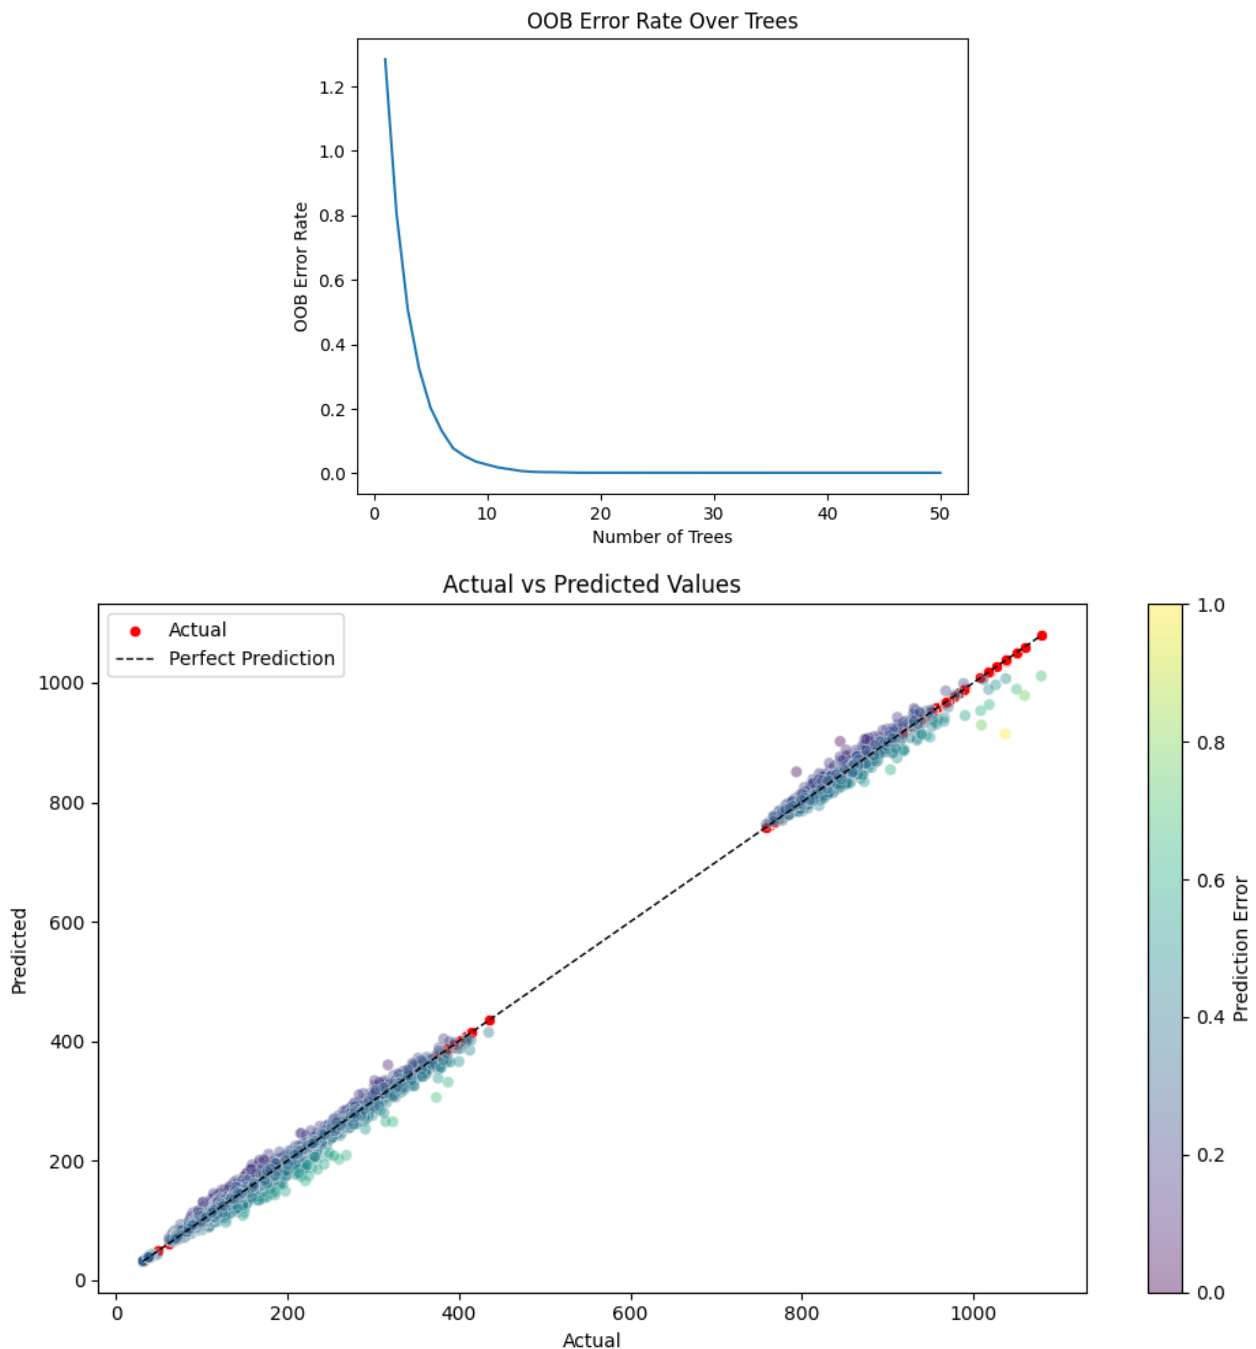 OOB Error Rate Over Trees
1.2
1.0
0.8
0.6
0.4
0.2
0.0
OOB Error Rate
0 10 20 30 40 50
Number of Trees
Actual vs Predicted Values
Actual
Perfect Prediction
1000
800
600
400
200
0
Predicted
0 200 400 600 800 1000
Actual
1.0
0.8
0.6
0.4
0.2
0.0
Prediction Error